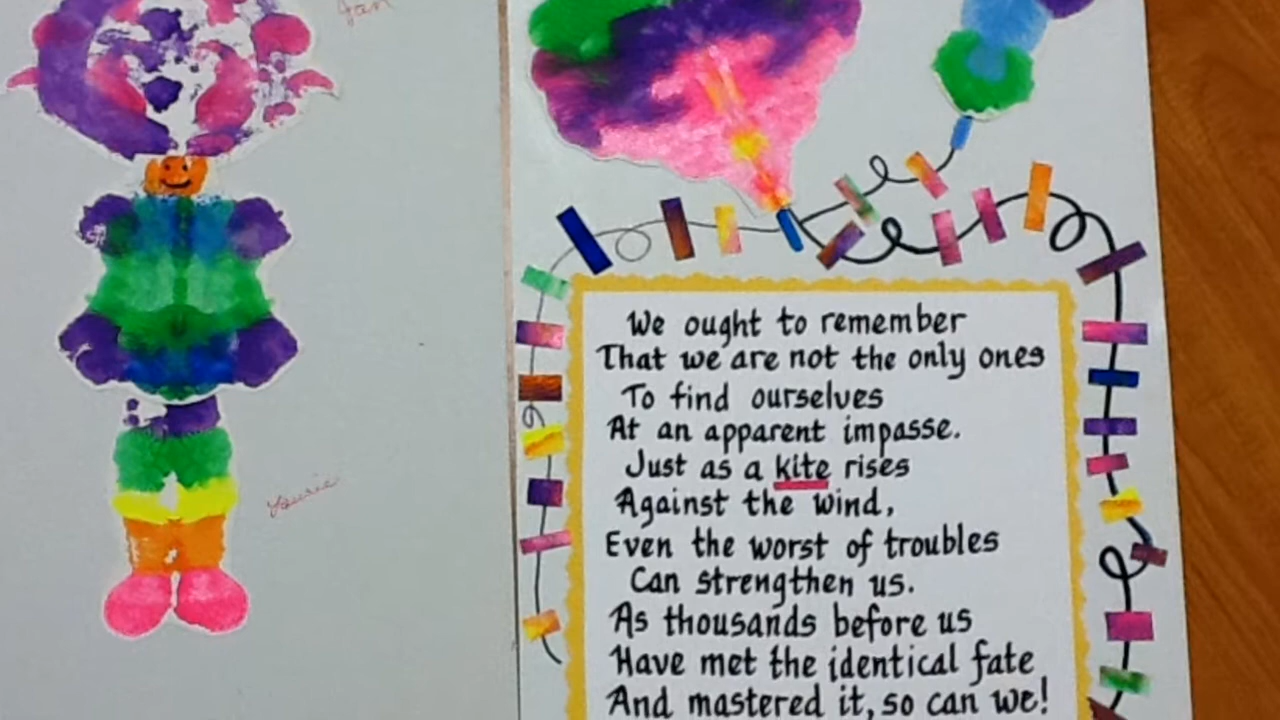 Jan
Laurie
We ought to remember
That we are not the only ones
To find ourselves
At an apparent impasse.
Just as a kite rises
Against the wind,
Even the worst of troubles
Can strengthen us.
As thousands before us
Have met the identical fate
And mastered it, so can we!